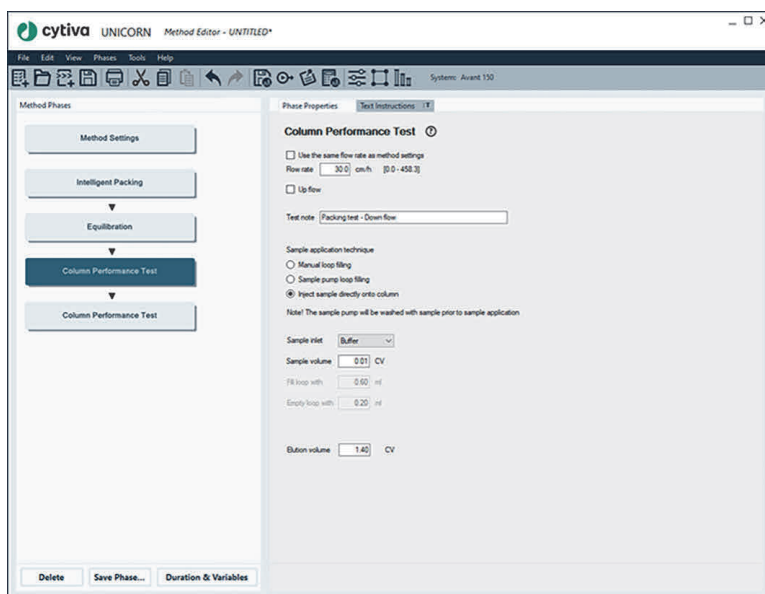 cytiva UNICORN Method Editor - UNTITLED*
File Edit View Phases Tools Help
System: Avant 150
Method Phases
Method Settings
Intelligent Packing
Equilibration
Column Performance Test
Column Performance Test
Delete Save Phase... Duration & Variables
Phase Properties Text Instructions T
Column Performance Test ?
Use the same flow rate as method settings
Flow rate 30.0 cm/h [0.0 - 458.3]
Up flow
Test note Packing test - Down flow
Sample application technique
Manual loop filling
Sample pump loop filling
Inject sample directly onto column
Note! The sample pump will be washed with sample prior to sample application
Sample inlet Buffer
Sample volume 0.01 CV
Fill loop with 0.60 ml
Empty loop with 0.20 ml
Elution volume 1.40 CV